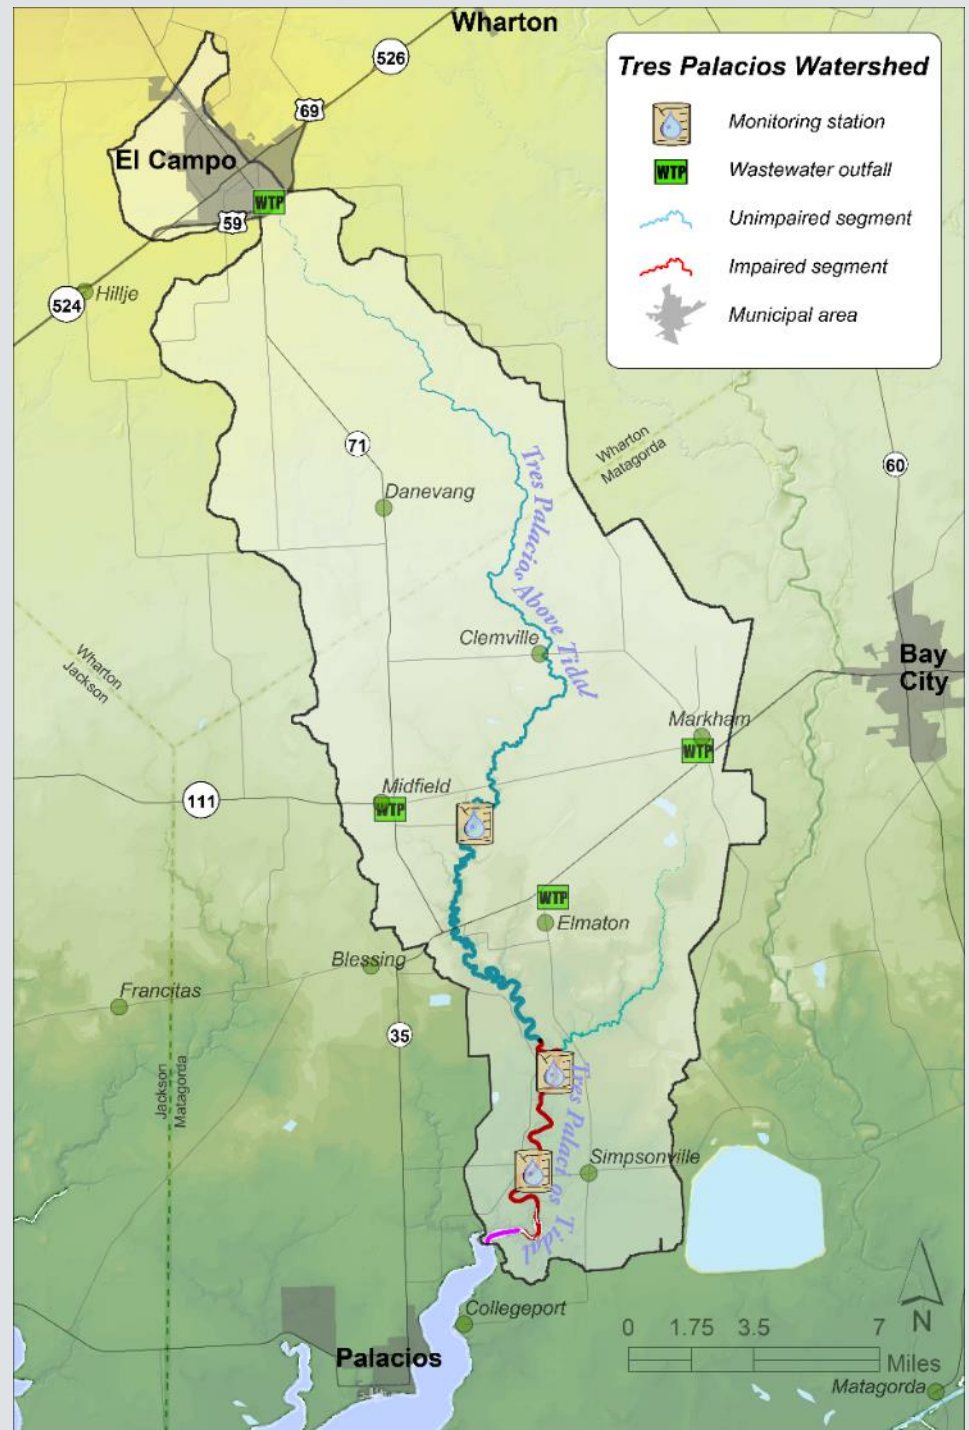 Wharton
526
69
El Campo
WTP
59
Hillje
524
Tres Palacios Watershed
Monitoring station
WTP
Wastewater outfall
Unimpaired segment
Impaired segment
Municipal area
Wharton
Matagorda
60
71
Danevang
Tres Palacios Above Tidal
Clemville
Wharton
Jackson
Bay
City
Markham
WTP
Midfield
111
WTP
WTP
Elmaton
Blessing
Francitas
35
Jackson
Matagorda
Tres Palacios Tidal
Simpsonville
Collegeport
Palacios
N
0 1.75 3.5 7
Miles
Matagorda